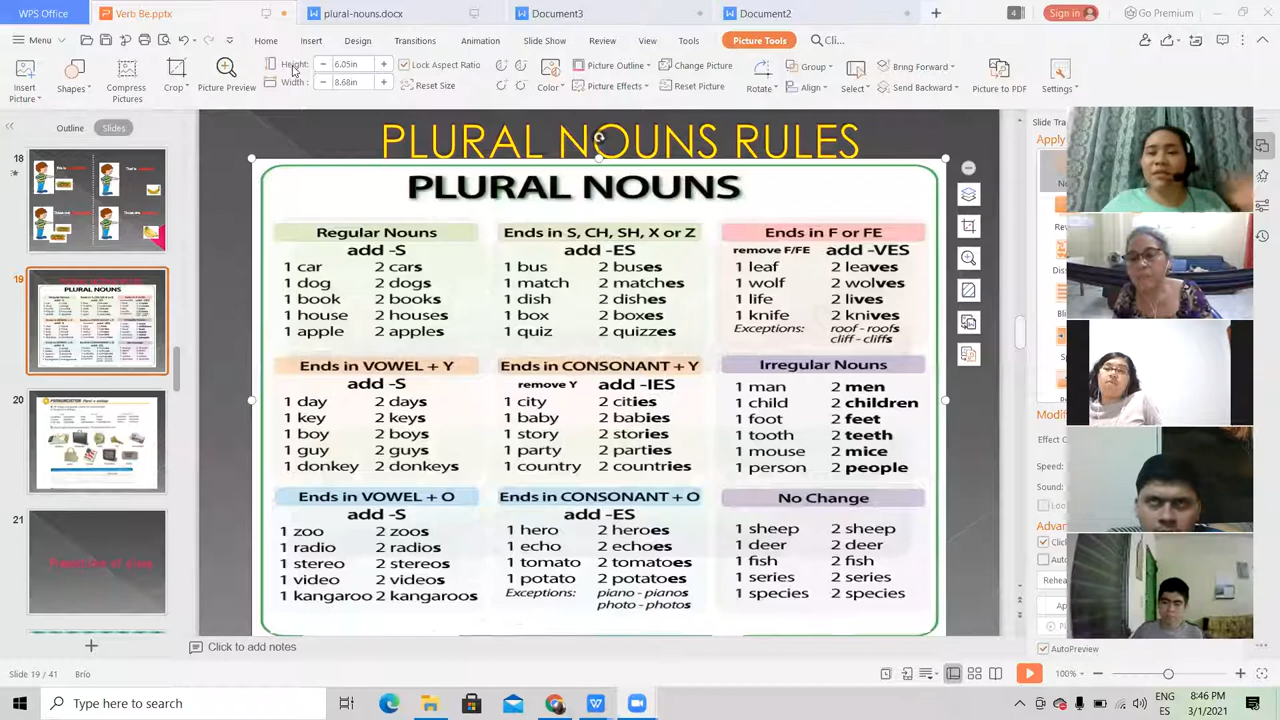 WPS Office
Verb Be.pptx
plural nouns.docx
Document3
Document2
4
Sign in
Go Premium
Menu
Home
Insert
Design
Transitions
Animation
Slide Show
Review
View
Tools
Picture Tools
Cli...
Insert Picture
Shapes
Compress Pictures
Crop
Picture Preview
Height:
6.05in
Width :
8.68in
Lock Aspect Ratio
Reset Size
Color
Picture Outline
Picture Effects
Change Picture
Reset Picture
Rotate
Group
Align
Select
Bring Forward
Send Backward
Picture to PDF
Settings
Outline
Slides
18
19
20
21
PLURAL NOUNS
Preposition of place
PLURAL NOUNS RULES
PLURAL NOUNS
Regular Nouns
add -S
1 car 2 cars
1 dog 2 dogs
1 book 2 books
1 house 2 houses
1 apple 2 apples
Ends in S, CH, SH, X or Z
add -ES
1 bus 2 buses
1 match 2 matches
1 dish 2 dishes
1 box 2 boxes
1 quiz 2 quizzes
Ends in F or FE
remove F/FE add -VES
1 leaf 2 leaves
1 wolf 2 wolves
1 life 2 lives
1 knife 2 knives
Exceptions: roof - roofs
cliff - cliffs
Ends in VOWEL + Y
add -S
1 day 2 days
1 key 2 keys
1 boy 2 boys
1 guy 2 guys
1 donkey 2 donkeys
Ends in CONSONANT + Y
remove Y add -IES
1 city 2 cities
1 baby 2 babies
1 story 2 stories
1 party 2 parties
1 country 2 countries
Irregular Nouns
1 man 2 men
1 child 2 children
1 foot 2 feet
1 tooth 2 teeth
1 mouse 2 mice
1 person 2 people
Ends in VOWEL + O
add -S
1 zoo 2 zoos
1 radio 2 radios
1 stereo 2 stereos
1 video 2 videos
1 kangaroo 2 kangaroos
Ends in CONSONANT + O
add -ES
1 hero 2 heroes
1 echo 2 echoes
1 tomato 2 tomatoes
1 potato 2 potatoes
Exceptions: piano - pianos
photo - photos
No Change
1 sheep 2 sheep
1 deer 2 deer
1 fish 2 fish
1 series 2 series
1 species 2 species
Slide Tra
Apply
Modif
Effect C
Speed:
Sound:
Advan
Click
AutoPreview
Click to add notes
Slide 19 / 41
Brío
100%
Type here to search
ENG
ES
8:46 PM
3/1/2021